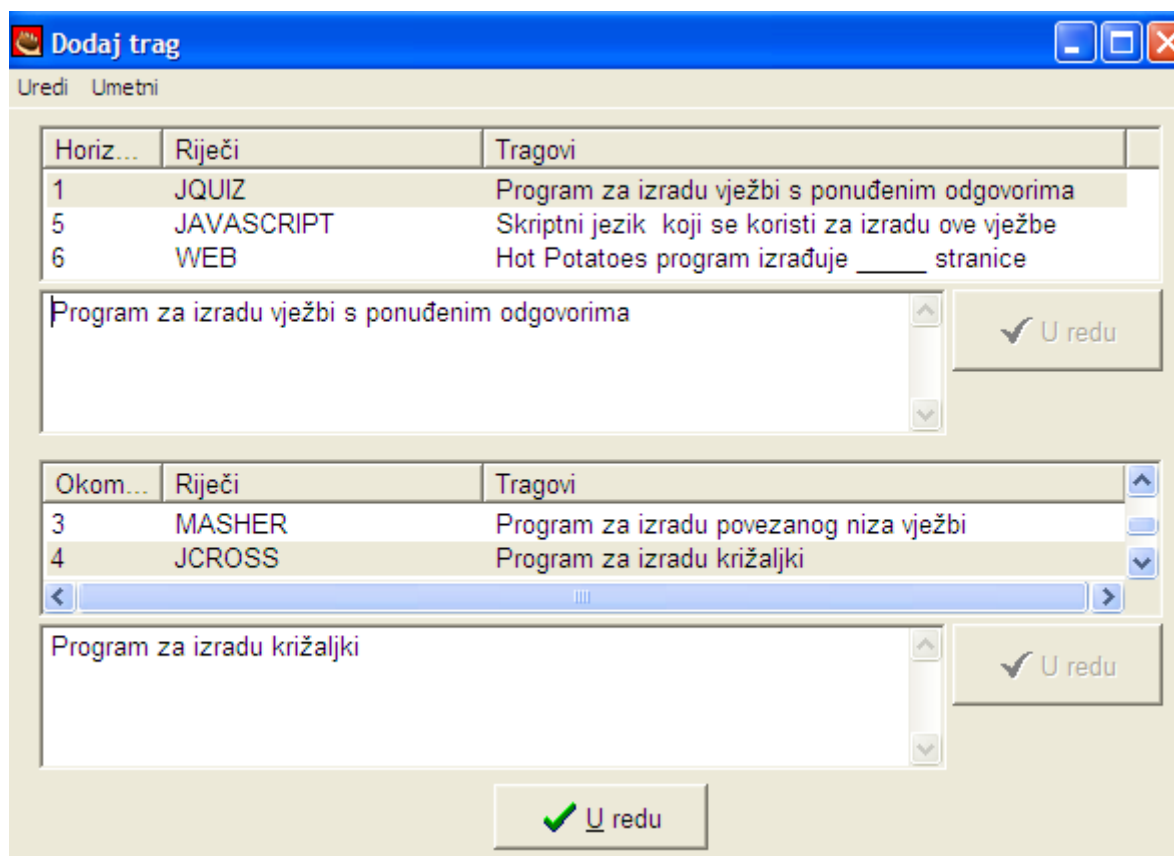 Dodaj trag
Uredi Umetni
Horiz... Riječi Tragovi
1 JQUIZ Program za izradu vježbi s ponuđenim odgovorima
5 JAVASCRIPT Skriptni jezik  koji se koristi za izradu ove vježbe
6 WEB Hot Potatoes program izrađuje _____ stranice
Program za izradu vježbi s ponuđenim odgovorima
U redu
Okom... Riječi Tragovi
3 MASHER Program za izradu povezanog niza vježbi
4 JCROSS Program za izradu križaljki
Program za izradu križaljki
U redu
U redu